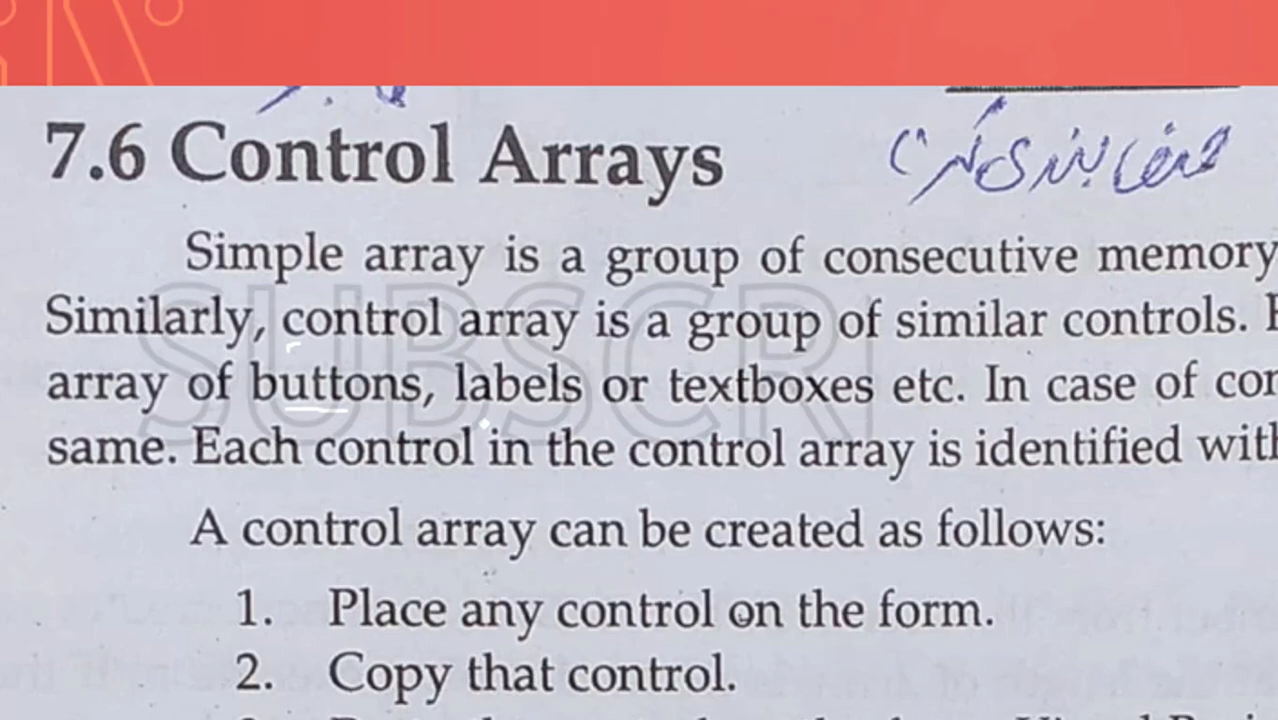 7.6 Control Arrays
Simple array is a group of consecutive memory
Similarly, control array is a group of similar controls.
array of buttons, labels or textboxes etc. In case of
same. Each control in the control array is identified
A control array can be created as follows:
1. Place any control on the form.
2. Copy that control.
SUBSCRI